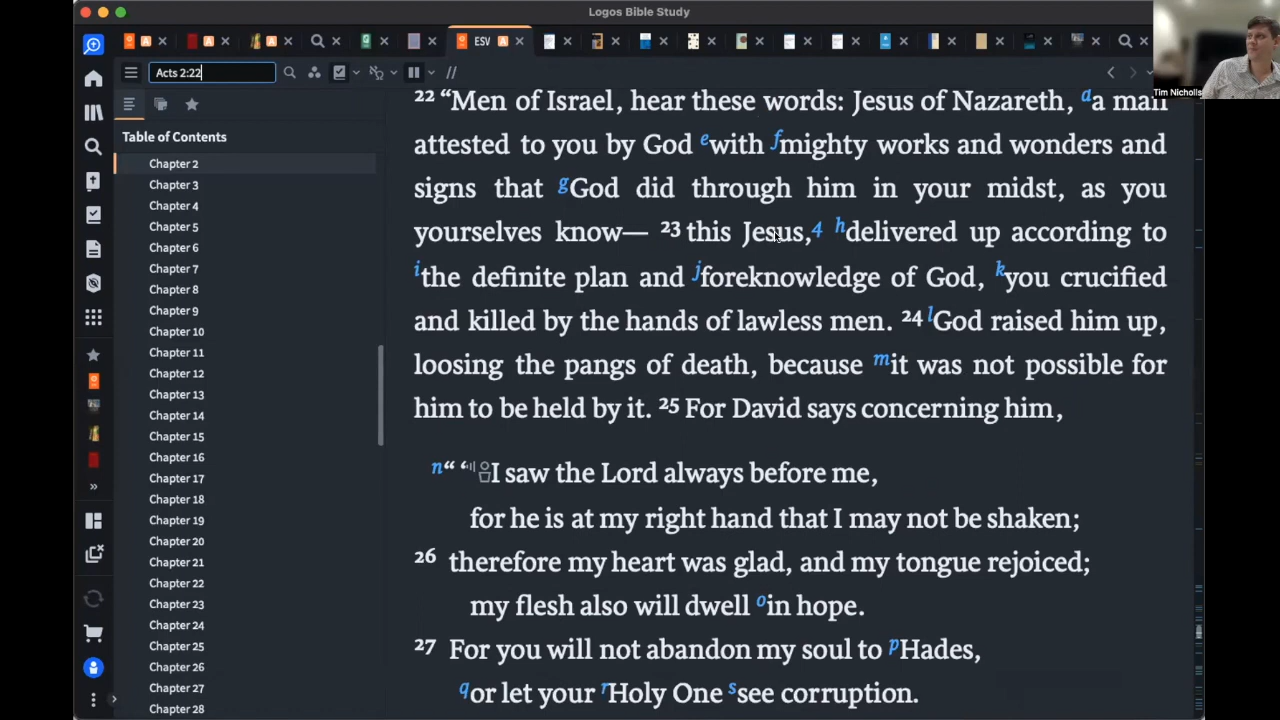 Logos Bible Study
A
A
A
ESV A
Tim Nicholls
Acts 2:22
Table of Contents
Chapter 2
Chapter 3
Chapter 4
Chapter 5
Chapter 6
Chapter 7
Chapter 8
Chapter 9
Chapter 10
Chapter 11
Chapter 12
Chapter 13
Chapter 14
Chapter 15
Chapter 16
Chapter 17
Chapter 18
Chapter 19
Chapter 20
Chapter 21
Chapter 22
Chapter 23
Chapter 24
Chapter 25
Chapter 26
Chapter 27
Chapter 28
22 “Men of Israel, hear these words: Jesus of Nazareth, a a man
attested to you by God e with f mighty works and wonders and
signs that g God did through him in your midst, as you
yourselves know— 23 this Jesus,4 h delivered up according to
i the definite plan and j foreknowledge of God, k you crucified
and killed by the hands of lawless men. 24 l God raised him up,
loosing the pangs of death, because m it was not possible for
him to be held by it. 25 For David says concerning him,
n “ ‘I saw the Lord always before me,
for he is at my right hand that I may not be shaken;
26 therefore my heart was glad, and my tongue rejoiced;
my flesh also will dwell o in hope.
27 For you will not abandon my soul to p Hades,
q or let your r Holy One s see corruption.